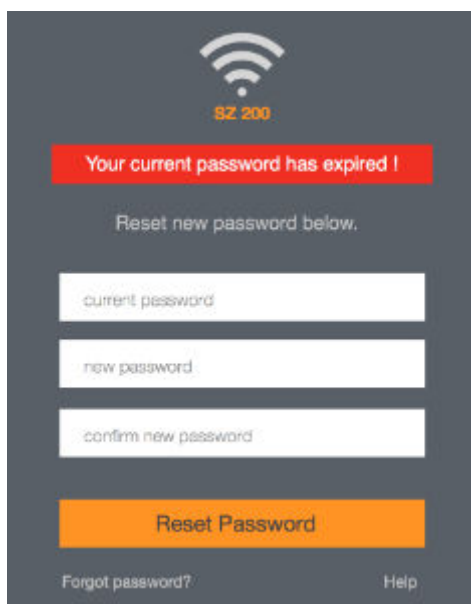 SZ 200
Your current password has expired !
Reset new password below.
current password
new password
confirm new password
Reset Password
Forgot password? Help